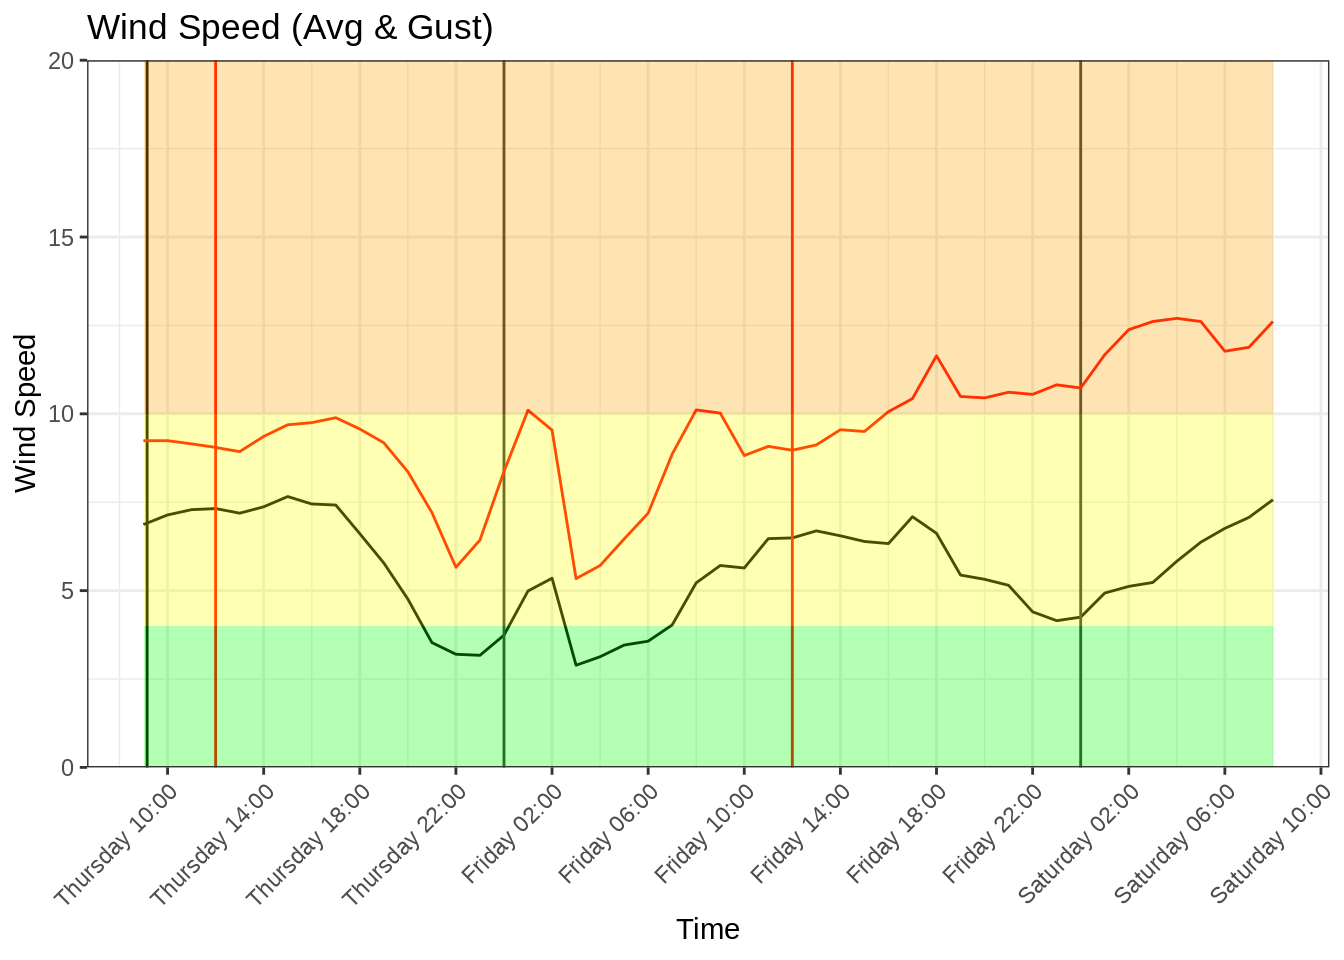 Wind Speed (Avg & Gust)
20
15
10
5
0
Wind Speed
Thursday 10:00
Thursday 14:00
Thursday 18:00
Thursday 22:00
Friday 02:00
Friday 06:00
Friday 10:00
Friday 14:00
Friday 18:00
Friday 22:00
Saturday 02:00
Saturday 06:00
Saturday 10:00
Time